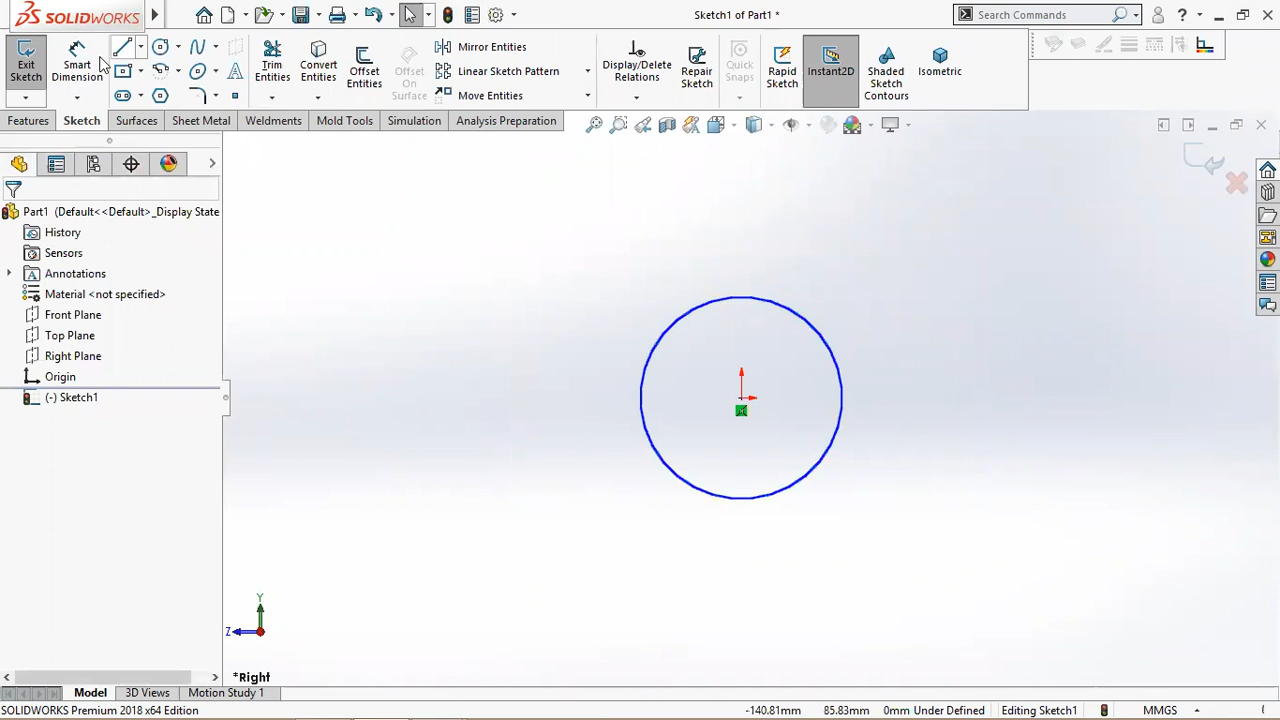 SOLIDWORKS
Sketch1 of Part1 *
Search Commands
?
Exit Sketch
Smart Dimension
Trim Entities
Convert Entities
Offset Entities
Offset On Surface
Mirror Entities
Linear Sketch Pattern
Move Entities
Display/Delete Relations
Repair Sketch
Quick Snaps
Rapid Sketch
Instant2D
Shaded Sketch Contours
Isometric
Features
Sketch
Surfaces
Sheet Metal
Weldments
Mold Tools
Simulation
Analysis Preparation
Part1 (Default<<Default>_Display State
History
Sensors
Annotations
Material <not specified>
Front Plane
Top Plane
Right Plane
Origin
(-) Sketch1
Y
Z
*Right
Model
3D Views
Motion Study 1
SOLIDWORKS Premium 2018 x64 Edition
-140.81mm
85.83mm
0mm
Under Defined
Editing Sketch1
MMGS